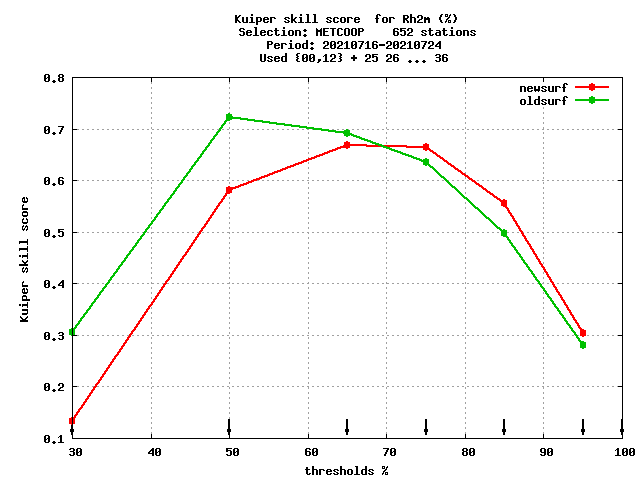 Kuiper skill score for Rh2m (%)
Selection: METCOOP 652 stations
Period: 20210716-20210724
Used {00,12} + 25 26 ... 36
newsurf
oldsurf
Kuiper skill score
0.8
0.7
0.6
0.5
0.4
0.3
0.2
0.1
30 40 50 60 70 80 90 100
thresholds %